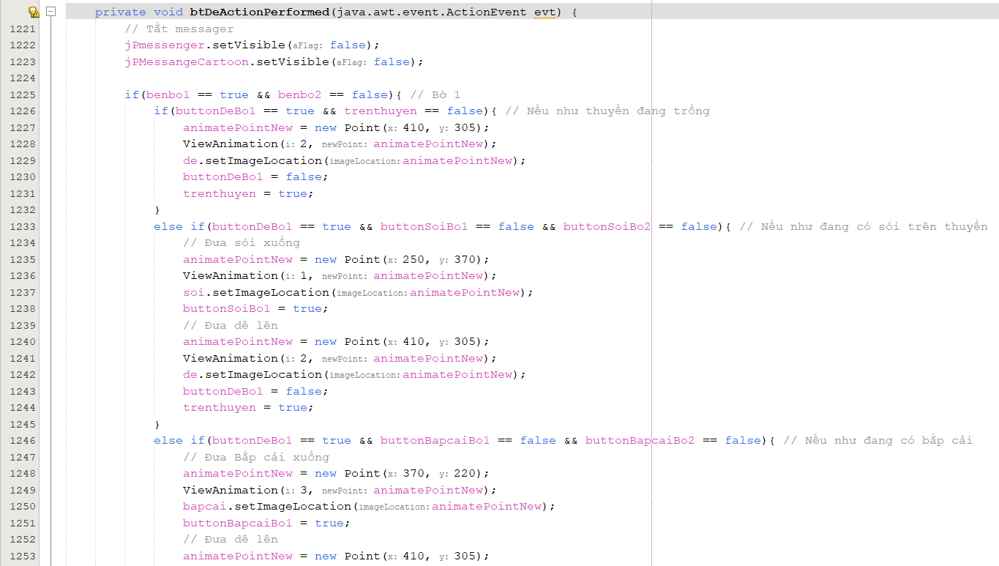 private void btDeActionPerformed(java.awt.event.ActionEvent evt) {
1221 // Tắt messager
1222 jPmessenger.setVisible(aFlag: false);
1223 jPMessangeCartoon.setVisible(aFlag: false);
1224
1225 if(benbo1 == true && benbo2 == false){ // Bờ 1
1226 if(buttonDeBo1 == true && trenthuyen == false){ // Nếu như thuyền đang trống
1227 animatePointNew = new Point(x: 410, y: 305);
1228 ViewAnimation(i: 2, newPoint: animatePointNew);
1229 de.setImageLocation(imageLocation: animatePointNew);
1230 buttonDeBo1 = false;
1231 trenthuyen = true;
1232 }
1233 else if(buttonDeBo1 == true && buttonSoiBo1 == false && buttonSoiBo2 == false){ // Nếu như đang có sói trên thuyền
1234 // Đưa sói xuống
1235 animatePointNew = new Point(x: 250, y: 370);
1236 ViewAnimation(i: 1, newPoint: animatePointNew);
1237 soi.setImageLocation(imageLocation: animatePointNew);
1238 buttonSoiBo1 = true;
1239 // Đưa dê lên
1240 animatePointNew = new Point(x: 410, y: 305);
1241 ViewAnimation(i: 2, newPoint: animatePointNew);
1242 de.setImageLocation(imageLocation: animatePointNew);
1243 buttonDeBo1 = false;
1244 trenthuyen = true;
1245 }
1246 else if(buttonDeBo1 == true && buttonBapcaiBo1 == false && buttonBapcaiBo2 == false){ // Nếu như đang có bắp cải
1247 // Đưa Bắp cải xuống
1248 animatePointNew = new Point(x: 370, y: 220);
1249 ViewAnimation(i: 3, newPoint: animatePointNew);
1250 bapcai.setImageLocation(imageLocation: animatePointNew);
1251 buttonBapcaiBo1 = true;
1252 // Đưa dê lên
1253 animatePointNew = new Point(x: 410, y: 305);